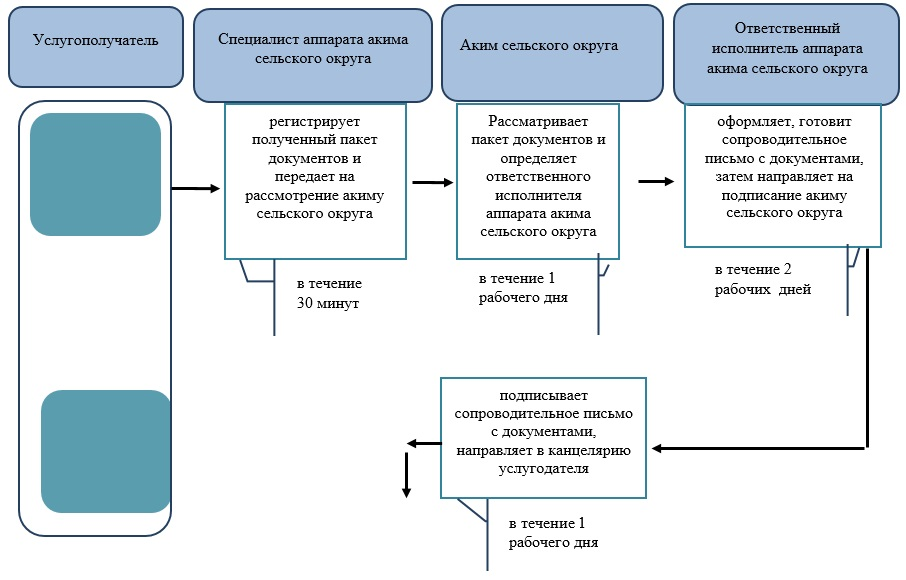 Услугополучатель
Специалист аппарата акима
сельского округа
Аким сельского округа
Ответственный
исполнитель аппарата
акима сельского округа
регистрирует
полученный пакет
документов и
передает на
рассмотрение акиму
сельского округа
Рассматривает
пакет документов и
определяет
ответственного
исполнителя
аппарата акима
сельского округа
оформляет, готовит
сопроводительное
письмо с документами,
затем направляет на
подписание акиму
сельского округа
в течение
30 минут
в течение 1
рабочего дня
в течение 2
рабочих дней
подписывает
сопроводительное письмо
с документами,
направляет в канцелярию
услугодателя
в течение 1
рабочего дня